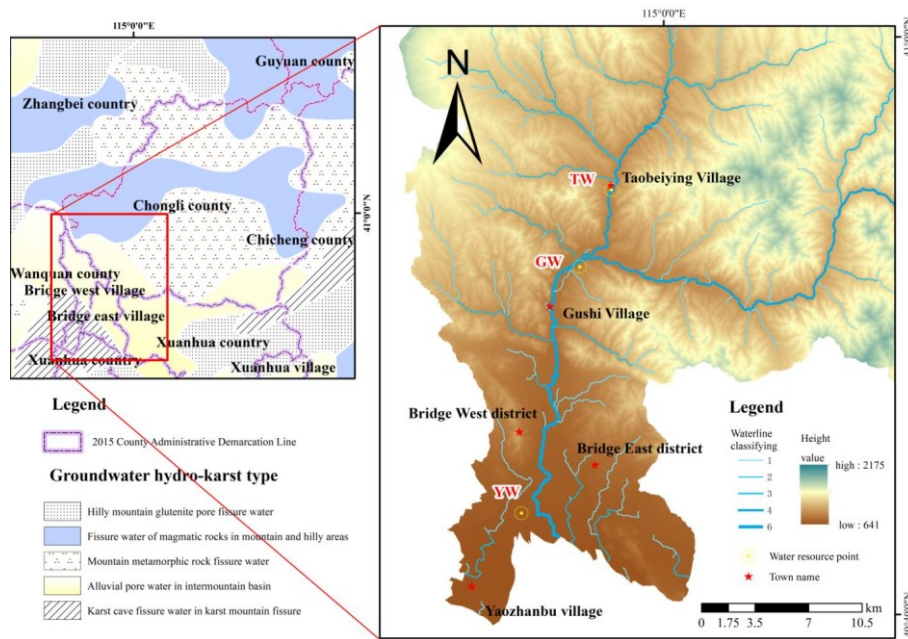 115°0'0"E
Guyuan county
Zhangbei country
Chongli county
Chicheng county
41°0'0"N
Wanquan county
Bridge west village
Bridge east village
Xuanhua county
Xuanhua country
Xuanhua village
Legend
2015 County Administrative Demarcation Line
Groundwater hydro-karst type
Hilly mountain glutenite pore fissure water
Fissure water of magmatic rocks in mountain and hilly areas
Mountain metamorphic rock fissure water
Alluvial pore water in intermountain basin
Karst cave fissure water in karst mountain fissure
115°0'0"E
N
TW
Taobeiying Village
GW
Gushi Village
Bridge West district
Bridge East district
YW
Yaozhanbu village
Legend
Waterline classifying
1
2
3
4
6
Height value
high : 2175
low : 641
Water resource point
Town name
km
0 1.75 3.5 7 10.5